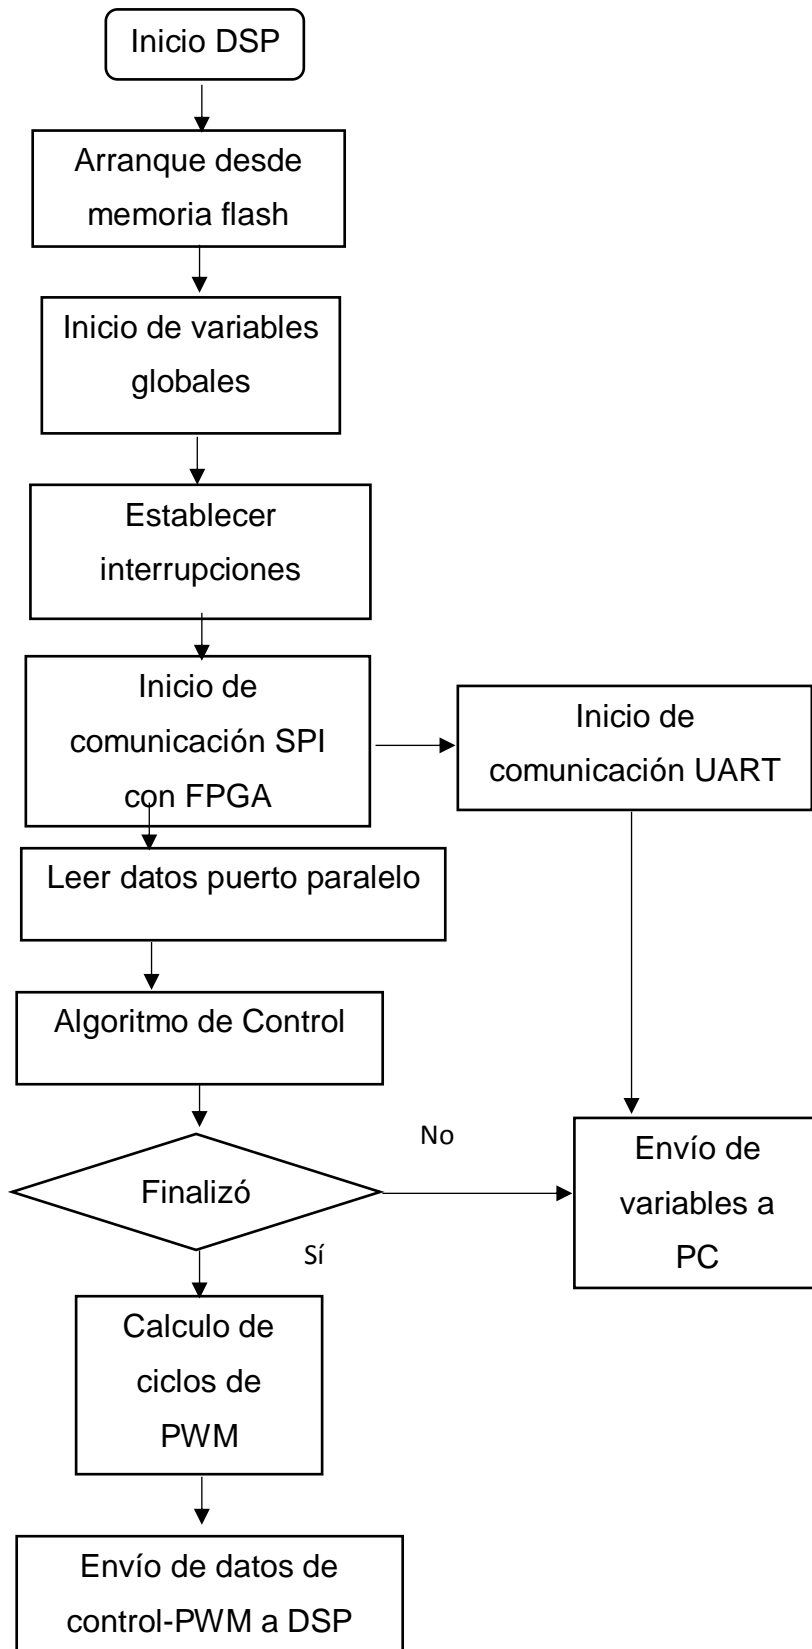 Inicio DSP
Arranque desde
memoria flash
Inicio de variables
globales
Establecer
interrupciones
Inicio de
comunicación SPI
con FPGA
Inicio de
comunicación UART
Leer datos puerto paralelo
Algoritmo de Control
Finalizó
No
Sí
Envío de
variables a
PC
Calculo de
ciclos de
PWM
Envío de datos de
control-PWM a DSP